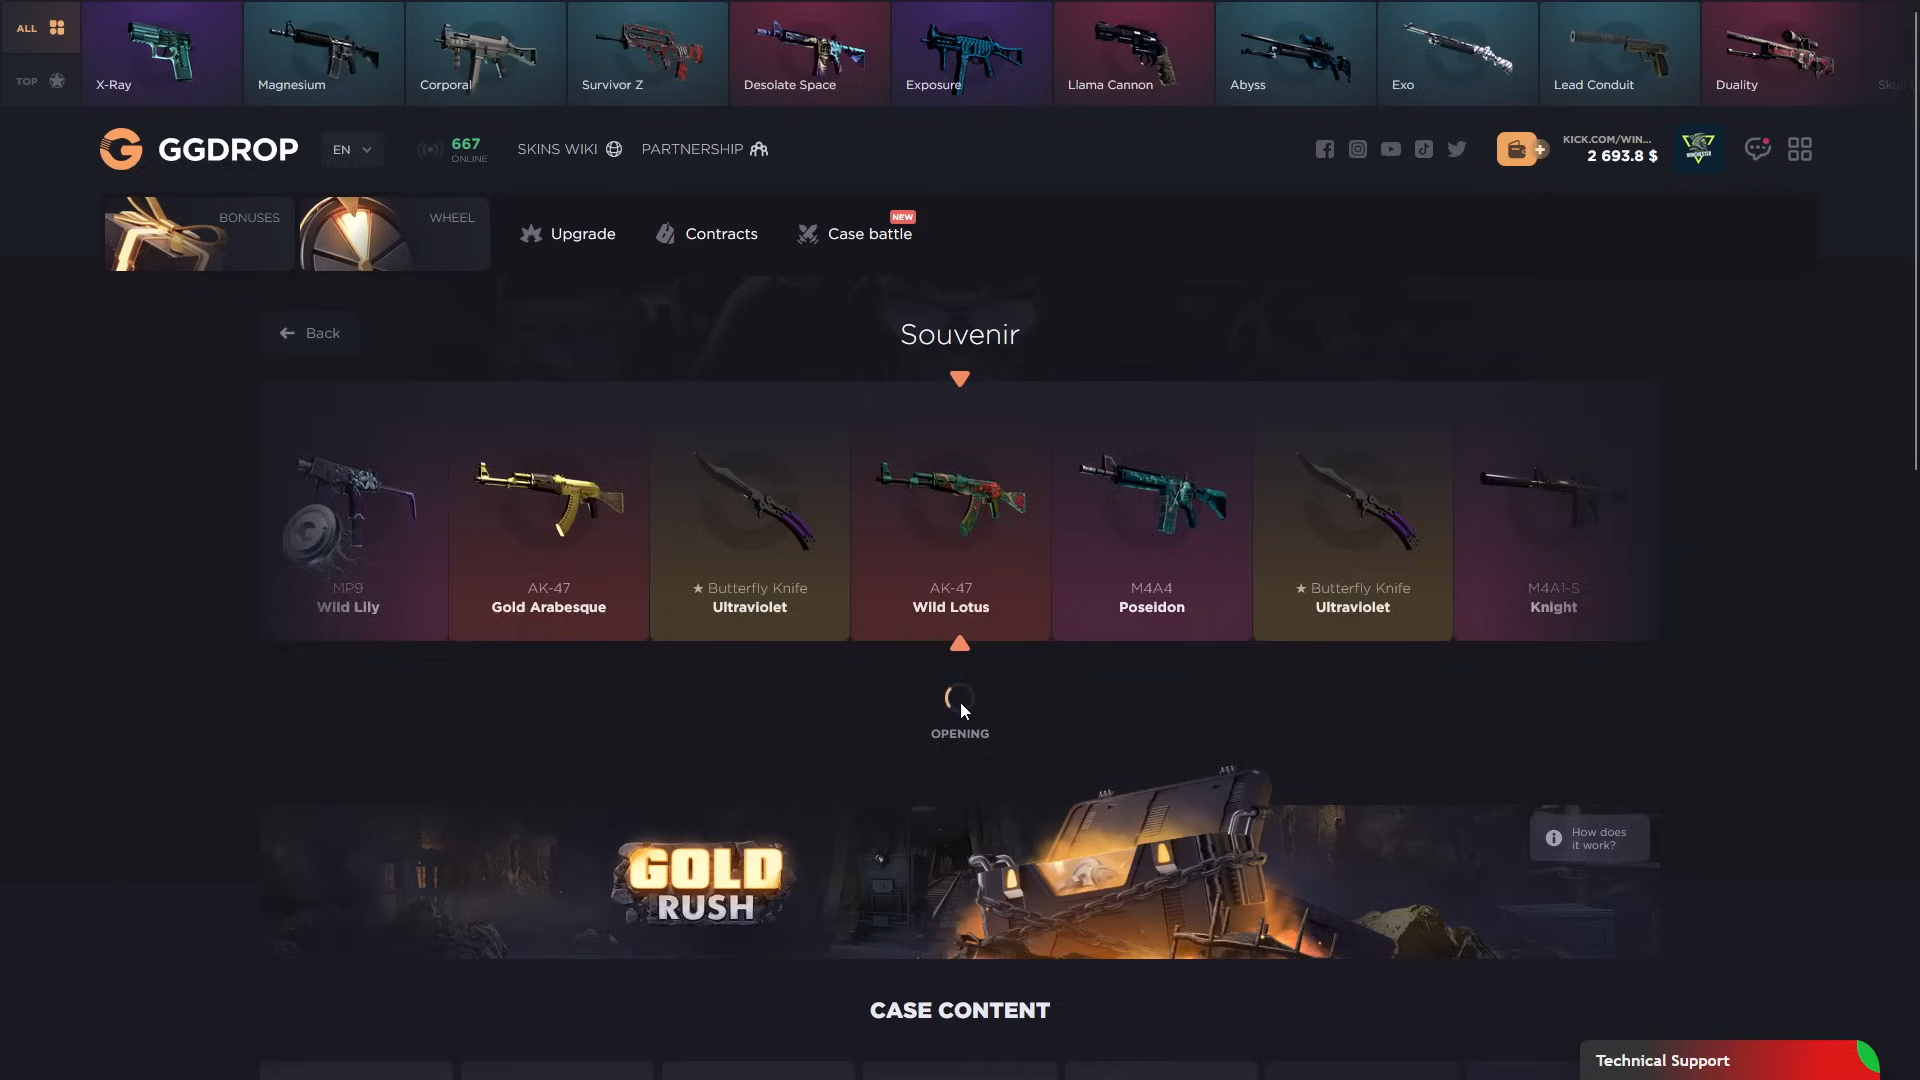 ALL
TOP
X-Ray
Magnesium
Corporal
Survivor Z
Desolate Space
Exposure
Llama Cannon
Abyss
Exo
Lead Conduit
Duality
GGDROP
EN
667
ONLINE
SKINS WIKI
PARTNERSHIP
KICK.COM/WIN...
2 693.8 $
BONUSES
WHEEL
Upgrade
Contracts
Case battle
NEW
Back
Souvenir
MP9
Wild Lily
AK-47
Gold Arabesque
★ Butterfly Knife
Ultraviolet
AK-47
Wild Lotus
M4A4
Poseidon
★ Butterfly Knife
Ultraviolet
M4A1-S
Knight
OPENING
GOLD
RUSH
How does
it work?
CASE CONTENT
Technical Support